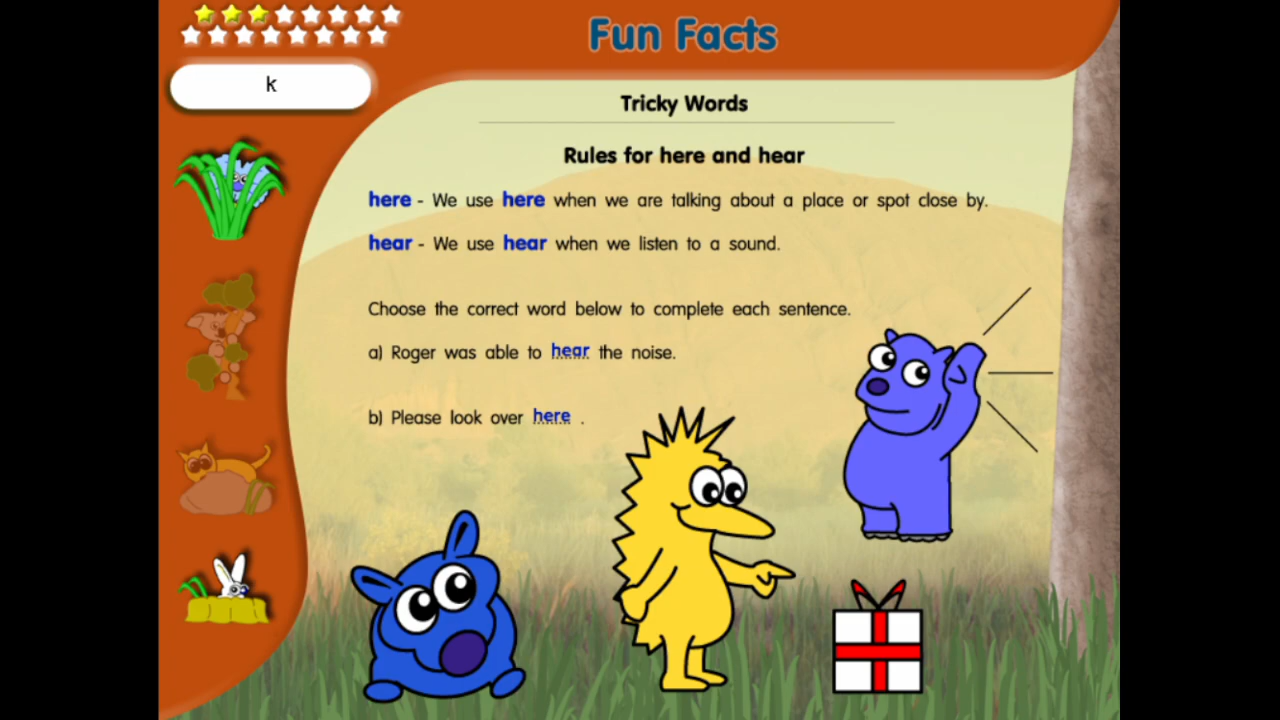 Fun Facts
k
Tricky Words
Rules for here and hear
here - We use here when we are talking about a place or spot close by.
hear - We use hear when we listen to a sound.
Choose the correct word below to complete each sentence.
a) Roger was able to hear the noise.
b) Please look over here .